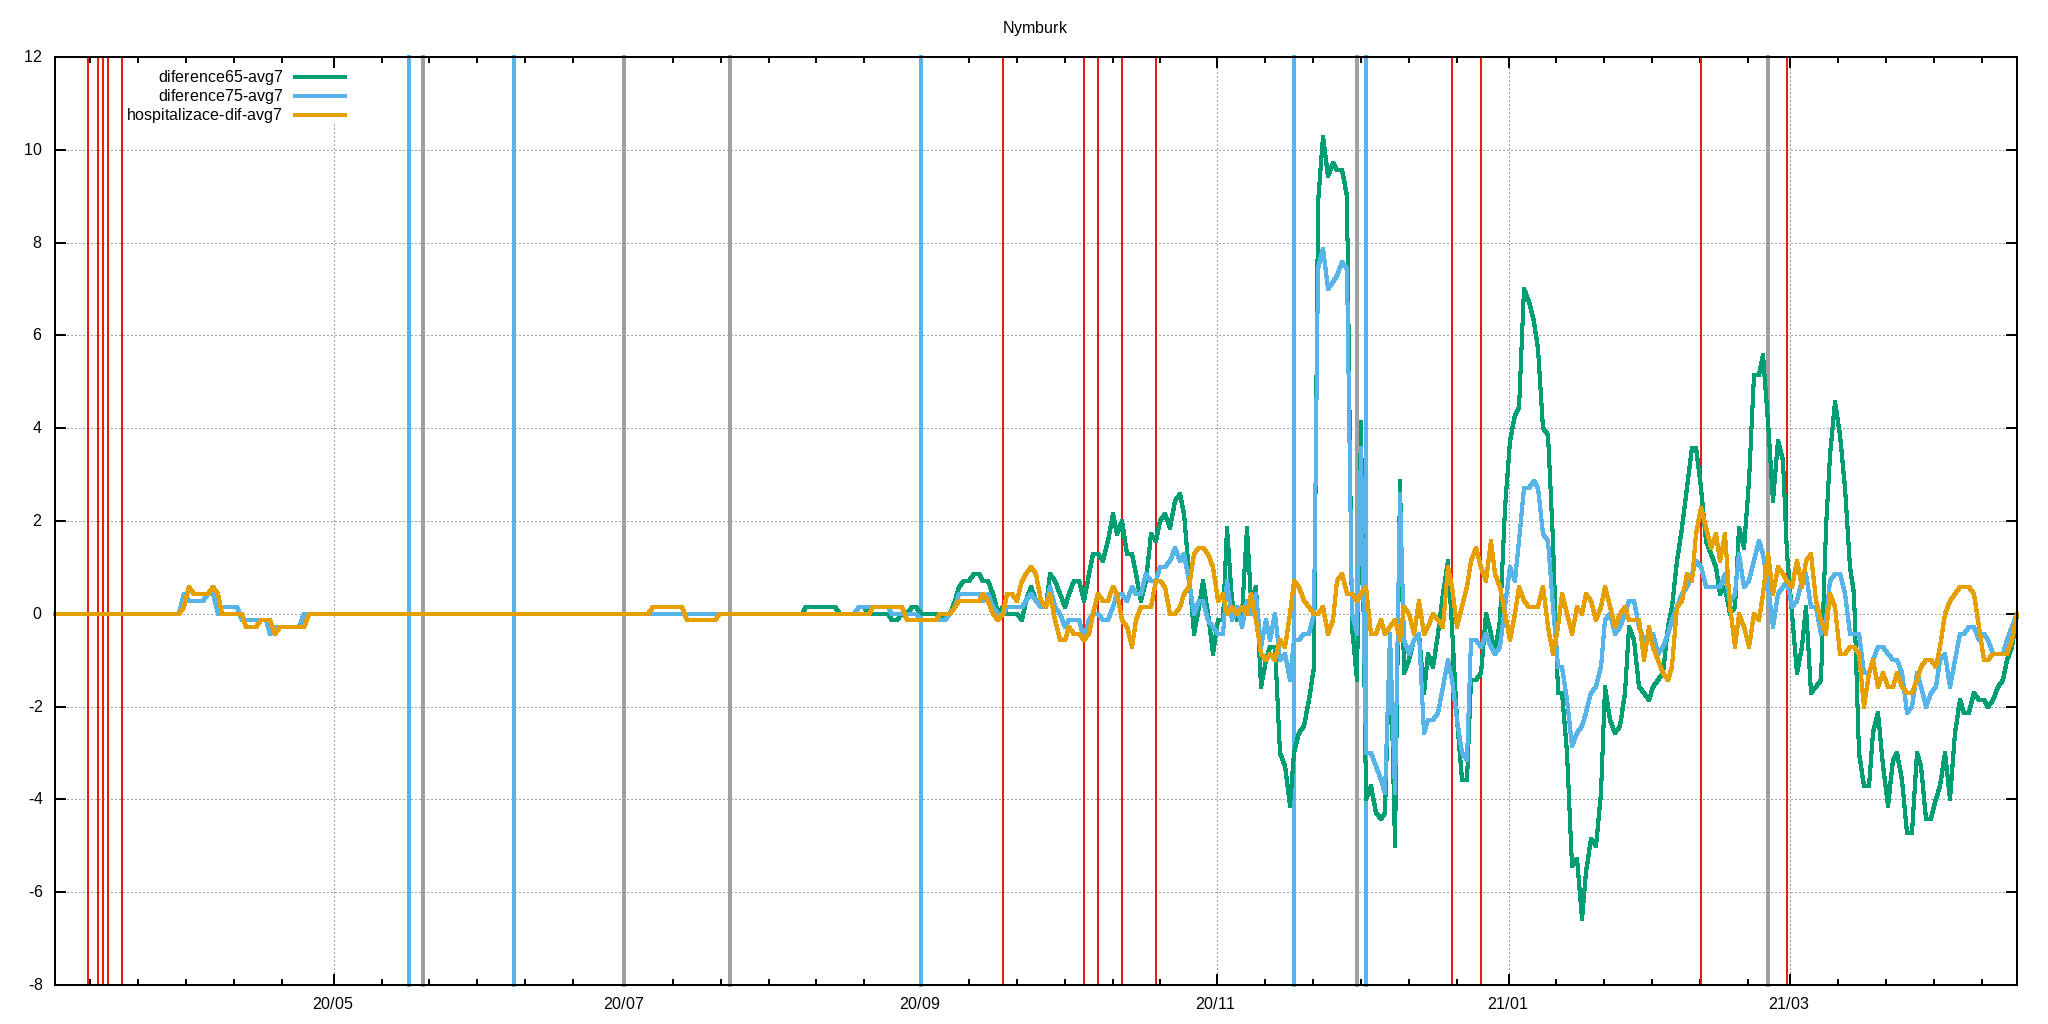 Nymburk
diference65-avg7
diference75-avg7
hospitalizace-dif-avg7
12
10
8
6
4
2
0
-2
-4
-6
-8
20/05 20/07 20/09 20/11 21/01 21/03